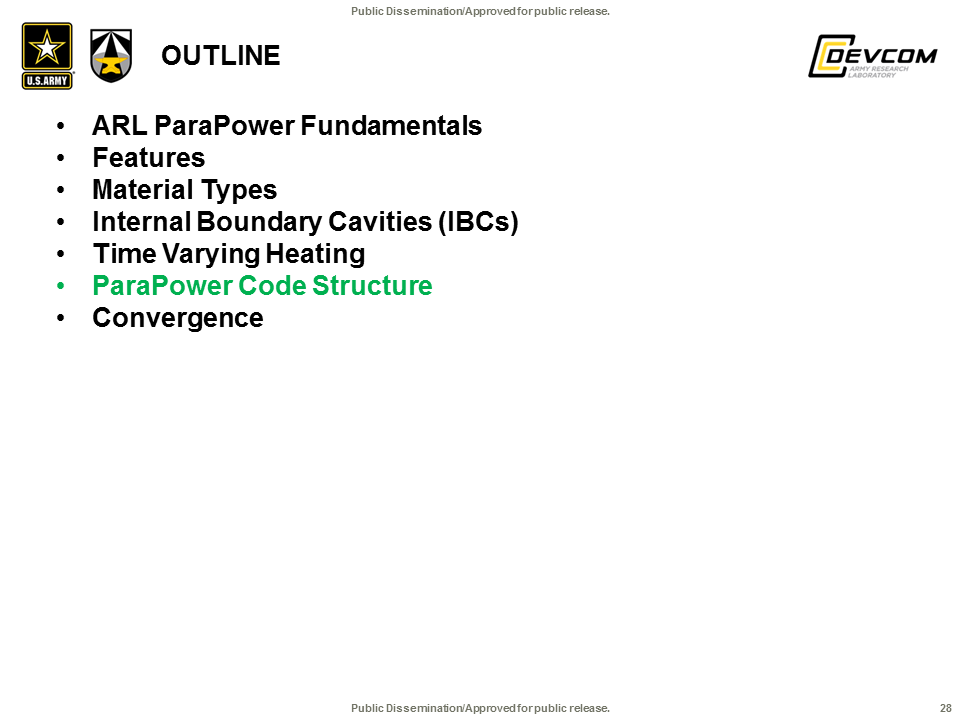 Public Dissemination/Approved for public release.
U.S.ARMY
OUTLINE
DEVCOM
ARMY RESEARCH
LABORATORY
• ARL ParaPower Fundamentals
• Features
• Material Types
• Internal Boundary Cavities (IBCs)
• Time Varying Heating
• ParaPower Code Structure
• Convergence
Public Dissemination/Approved for public release.
28